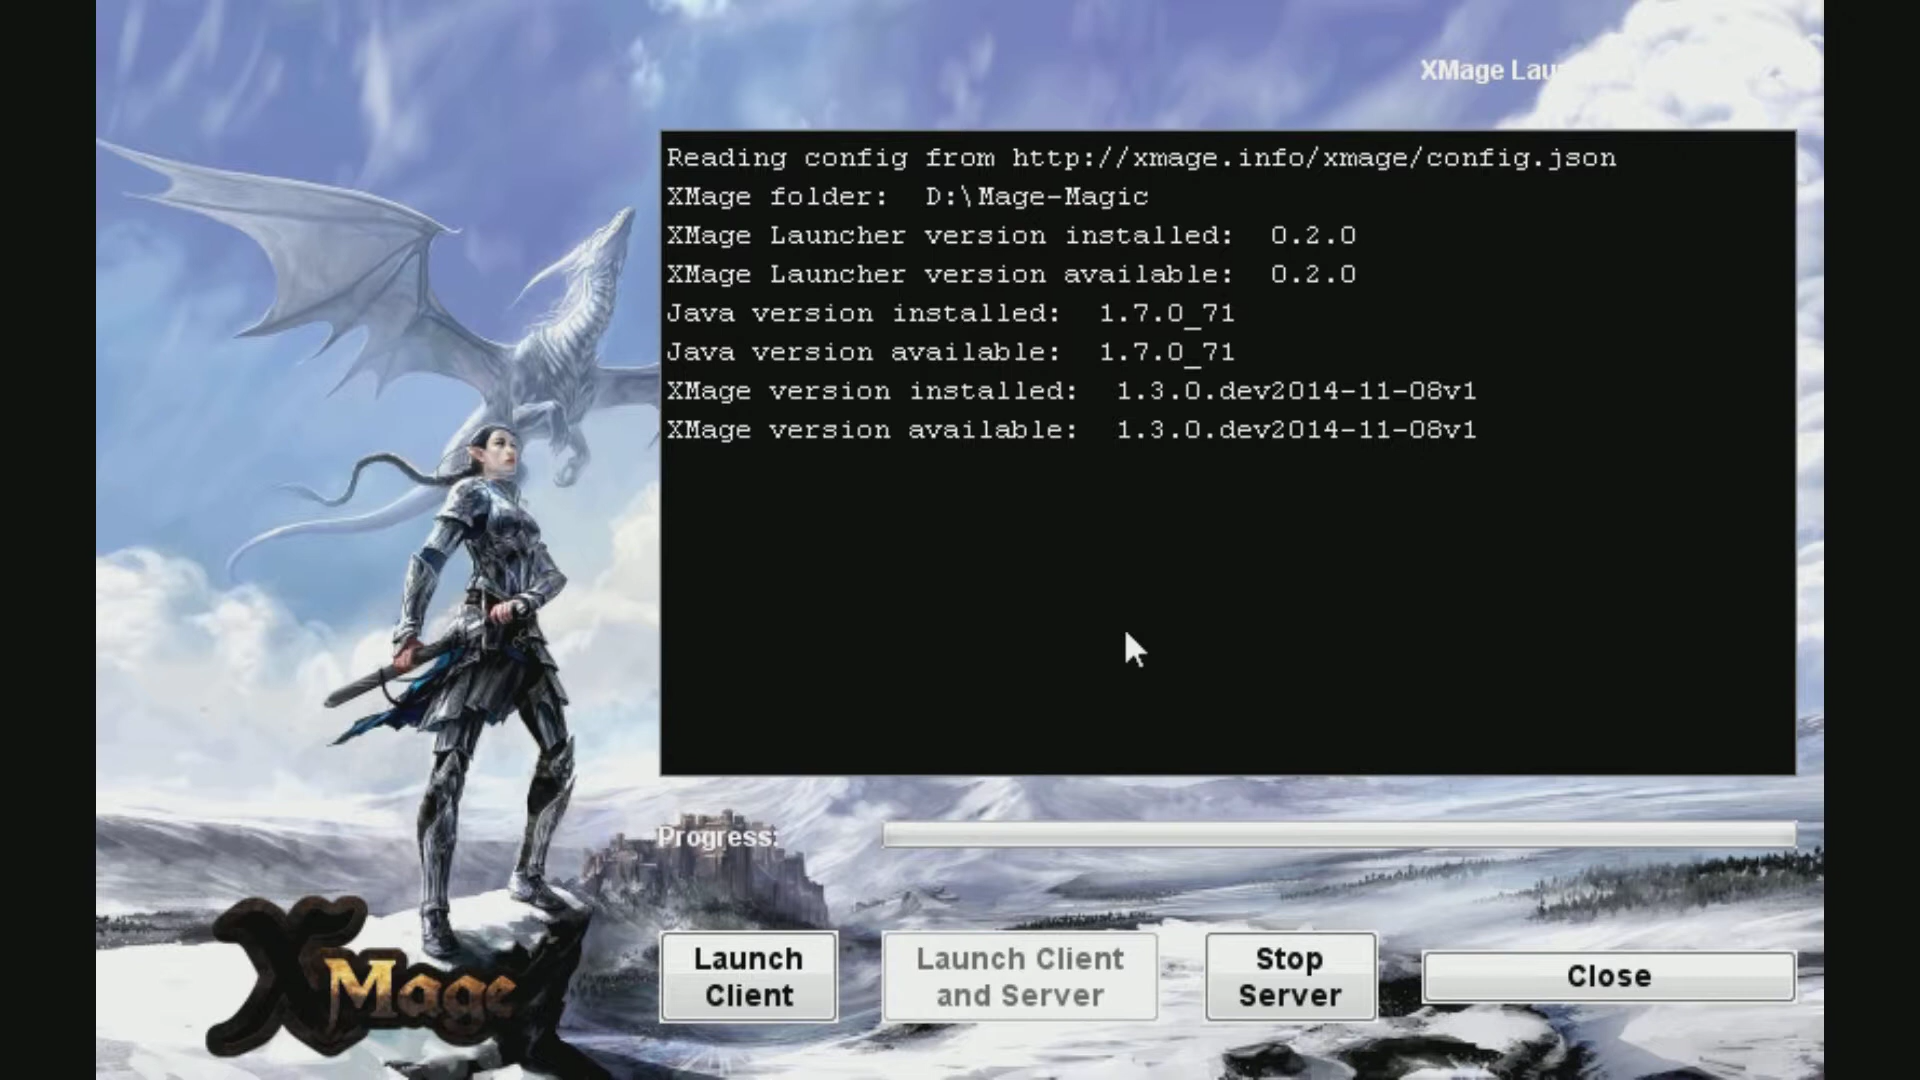 XMage Lau
Reading config from http://xmage.info/xmage/config.json
XMage folder:  D:\Mage-Magic
XMage Launcher version installed:  0.2.0
XMage Launcher version available:  0.2.0
Java version installed:  1.7.0_71
Java version available:  1.7.0_71
XMage version installed:  1.3.0.dev2014-11-08v1
XMage version available:  1.3.0.dev2014-11-08v1
Progress:
XMage
Launch
Client
Launch Client
and Server
Stop
Server
Close